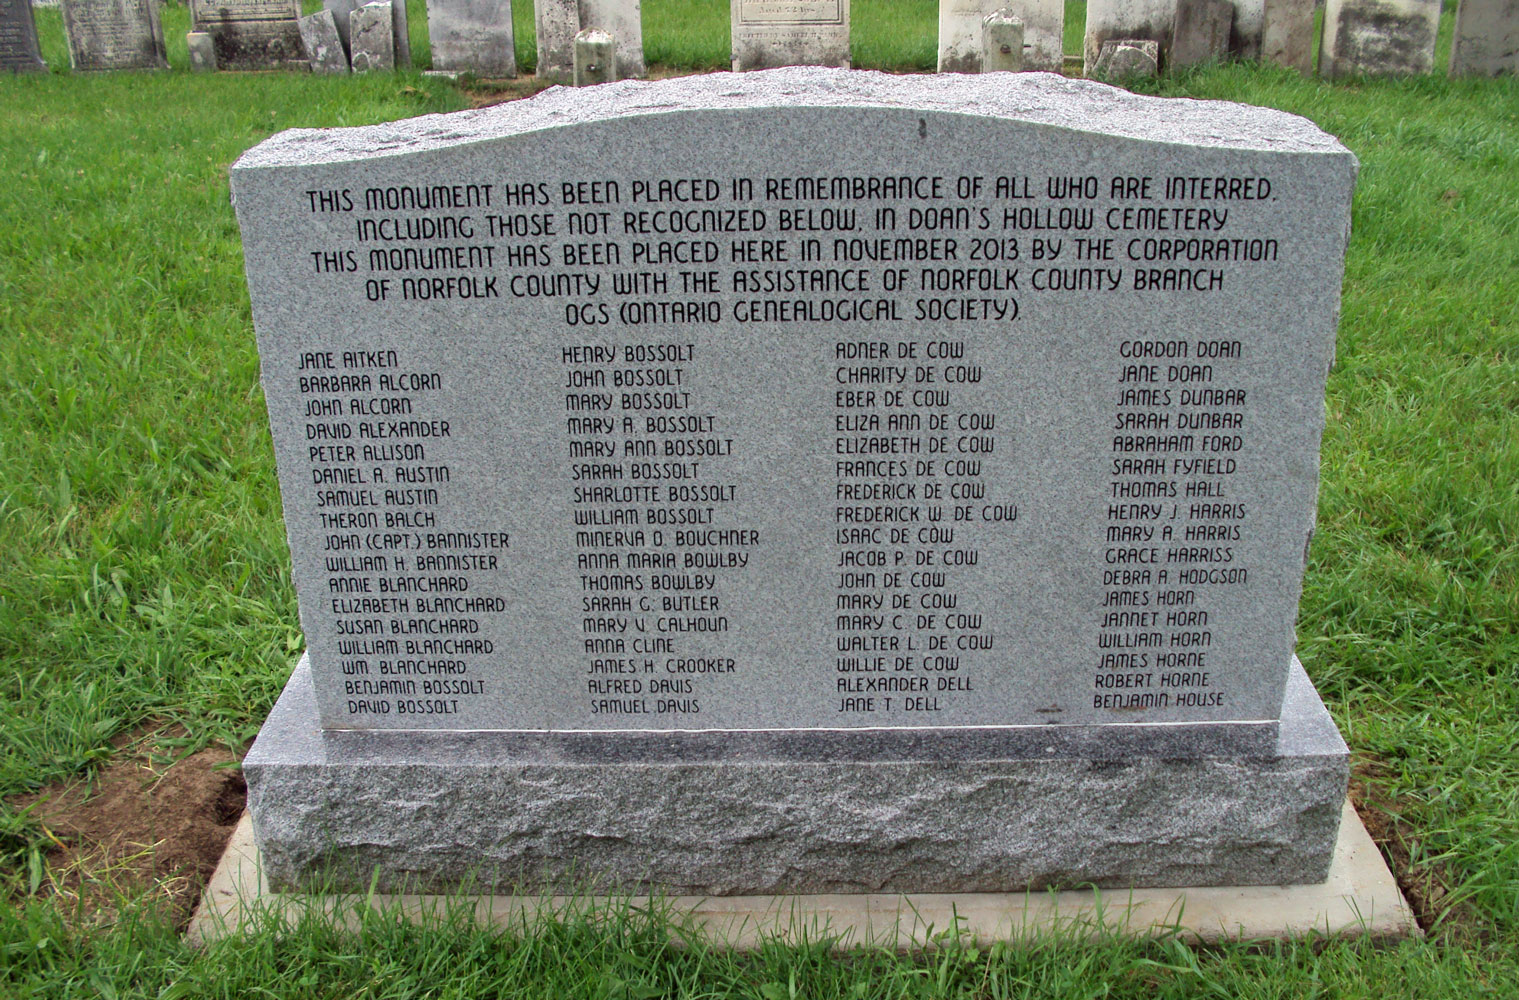 THIS MONUMENT HAS BEEN PLACED IN REMEMBRANCE OF ALL WHO ARE INTERRED,
INCLUDING THOSE NOT RECOGNIZED BELOW, IN DOAN'S HOLLOW CEMETERY
THIS MONUMENT HAS BEEN PLACED HERE IN NOVEMBER 2013 BY THE CORPORATION
OF NORFOLK COUNTY WITH THE ASSISTANCE OF NORFOLK COUNTY BRANCH
OGS (ONTARIO GENEALOGICAL SOCIETY).
JANE AITKEN
BARBARA ALCORN
JOHN ALCORN
DAVID ALEXANDER
PETER ALLISON
DANIEL A. AUSTIN
SAMUEL AUSTIN
THERON BALCH
JOHN (CAPT.) BANNISTER
WILLIAM H. BANNISTER
ANNIE BLANCHARD
ELIZABETH BLANCHARD
SUSAN BLANCHARD
WILLIAM BLANCHARD
WM BLANCHARD
BENJAMIN BOSSOLT
DAVID BOSSOLT
HENRY BOSSOLT
JOHN BOSSOLT
MARY BOSSOLT
MARY A. BOSSOLT
MARY ANN BOSSOLT
SARAH BOSSOLT
SHARLOTTE BOSSOLT
WILLIAM BOSSOLT
MINERVA O. BOUCHNER
ANNA MARIA BOWLBY
THOMAS BOWLBY
SARAH G. BUTLER
MARY V. CALHOUN
ANNA CLINE
JAMES H. CROOKER
ALFRED DAVIS
SAMUEL DAVIS
ADNER DE COW
CHARITY DE COW
EBER DE COW
ELIZA ANN DE COW
ELIZABETH DE COW
FRANCES DE COW
FREDERICK DE COW
FREDERICK W. DE COW
ISAAC DE COW
JACOB P. DE COW
JOHN DE COW
MARY DE COW
MARY C. DE COW
WALTER L. DE COW
WILLIE DE COW
ALEXANDER DELL
JANE T. DELL
GORDON DOAN
JANE DOAN
JAMES DUNBAR
SARAH DUNBAR
ABRAHAM FORD
SARAH FYFIELD
THOMAS HALL
HENRY J. HARRIS
MARY A. HARRIS
GRACE HARRISS
DEBRA A. HODGSON
JAMES HORN
JANNET HORN
WILLIAM HORN
JAMES HORNE
ROBERT HORNE
BENJAMIN HOUSE